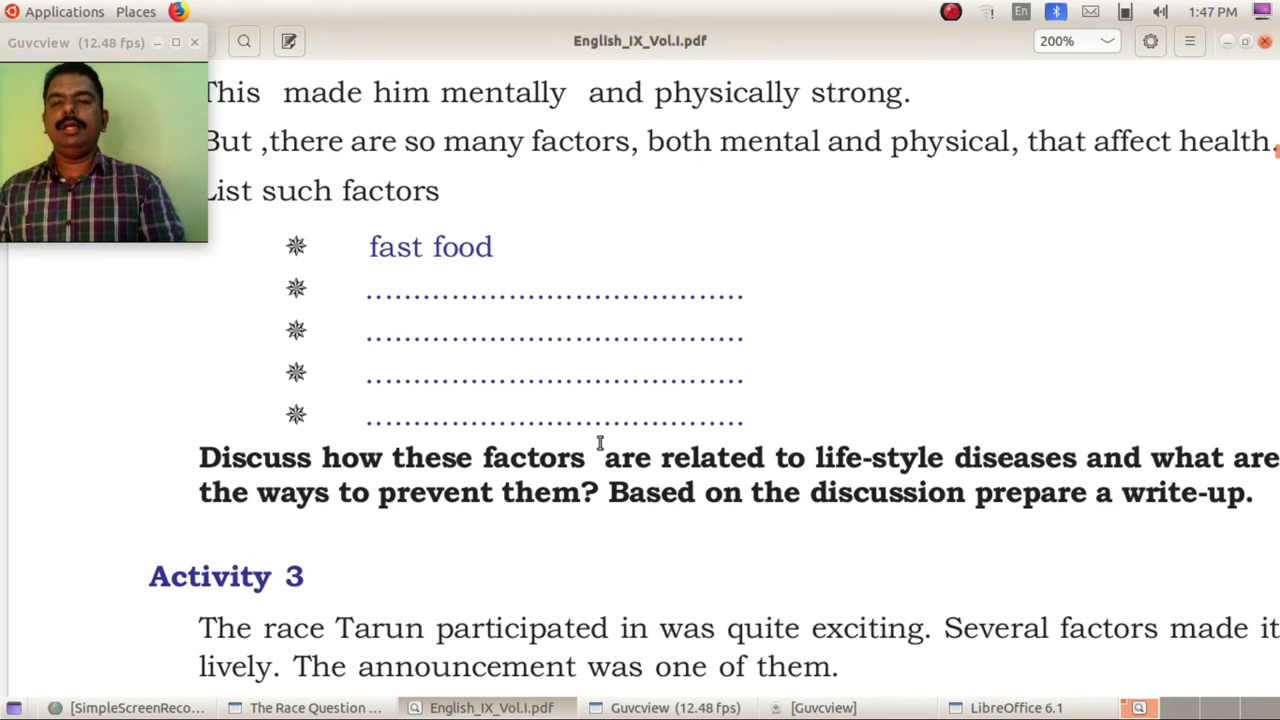 Applications Places En 1:47 PM
Guvcview (12.48 fps)
English_IX_Vol.I.pdf 200%
This made him mentally and physically strong.
But ,there are so many factors, both mental and physical, that affect health.
List such factors
fast food
.................................
.................................
.................................
.................................
Discuss how these factors are related to life-style diseases and what are
the ways to prevent them? Based on the discussion prepare a write-up.
Activity 3
The race Tarun participated in was quite exciting. Several factors made it
lively. The announcement was one of them.
[SimpleScreenReco... The Race Question ... English_IX_Vol.I.pdf Guvcview (12.48 fps) [Guvcview] LibreOffice 6.1